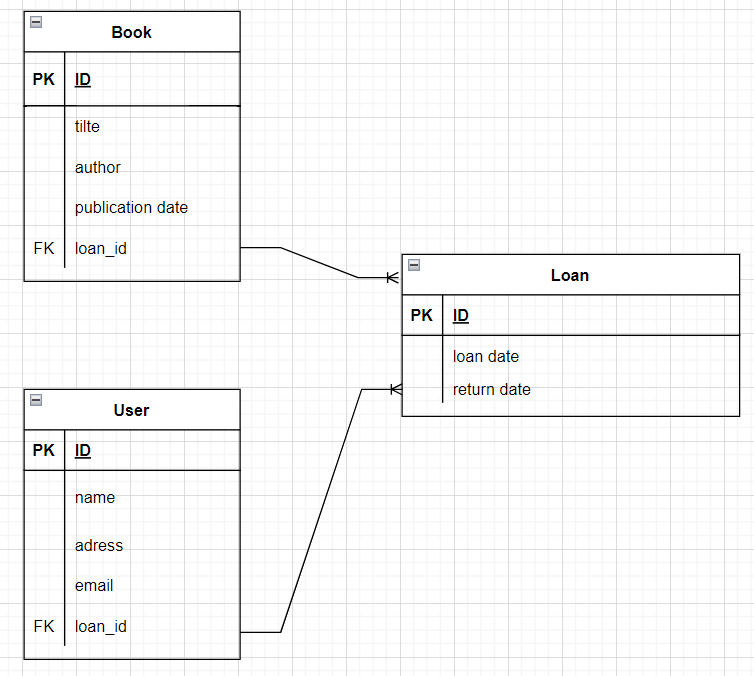 Book
PK ID
tilte
author
publication date
FK loan_id
Loan
PK ID
loan date
return date
User
PK ID
name
adress
email
FK loan_id